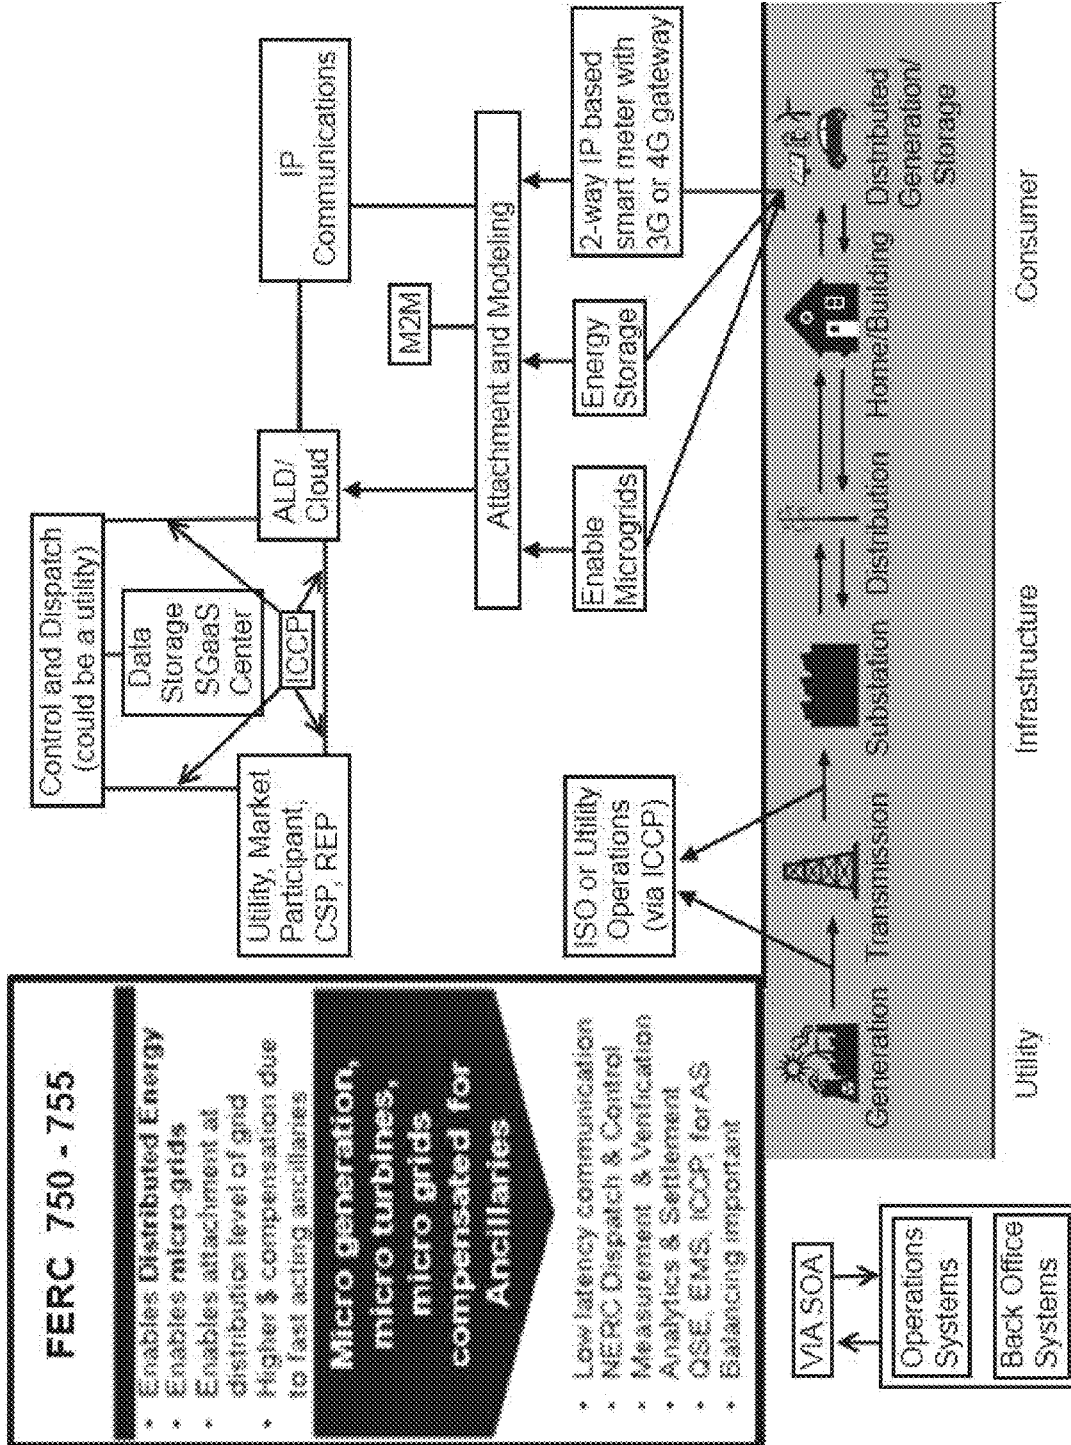 FERC 750 - 755
• Enables Distributed Energy
• Enables micro-grids
• Enables attachment at
distribution level of grid
• Higher $ compensation due
to fast acting ancillaries
Micro generation,
micro turbines,
micro grids
compensated for
Ancillaries
• Low latency communication
• NERC Dispatch & Control
• Measurement & Verification
• Analytics & Settlement
• QSE, EMS, ICCP, for AS
• Balancing important
Control and Dispatch
(could be a utility)
Data
Storage
SGaaS
Center
ICCP
Utility, Market
Participant,
CSP, REP
ALD/
Cloud
IP
Communications
M2M
Attachment and Modeling
ISO or Utility
Operations
(via ICCP)
Enable
Microgrids
Energy
Storage
2-way IP based
smart meter with
3G or 4G gateway
Generation
Transmission
Substation
Distribution
Home/Building
Distributed
Generation/
Storage
Utility
Infrastructure
Consumer
VIA SOA
Operations
Systems
Back Office
Systems